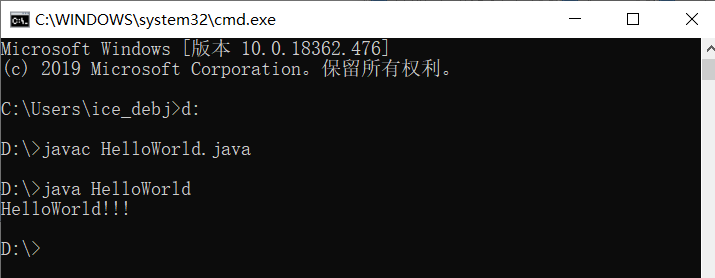 C:\WINDOWS\system32\cmd.exe
Microsoft Windows [版本 10.0.18362.476]
(c) 2019 Microsoft Corporation。保留所有权利。
C:\Users\ice_debj>d:
D:\>javac HelloWorld.java
D:\>java HelloWorld
HelloWorld!!!
D:\>